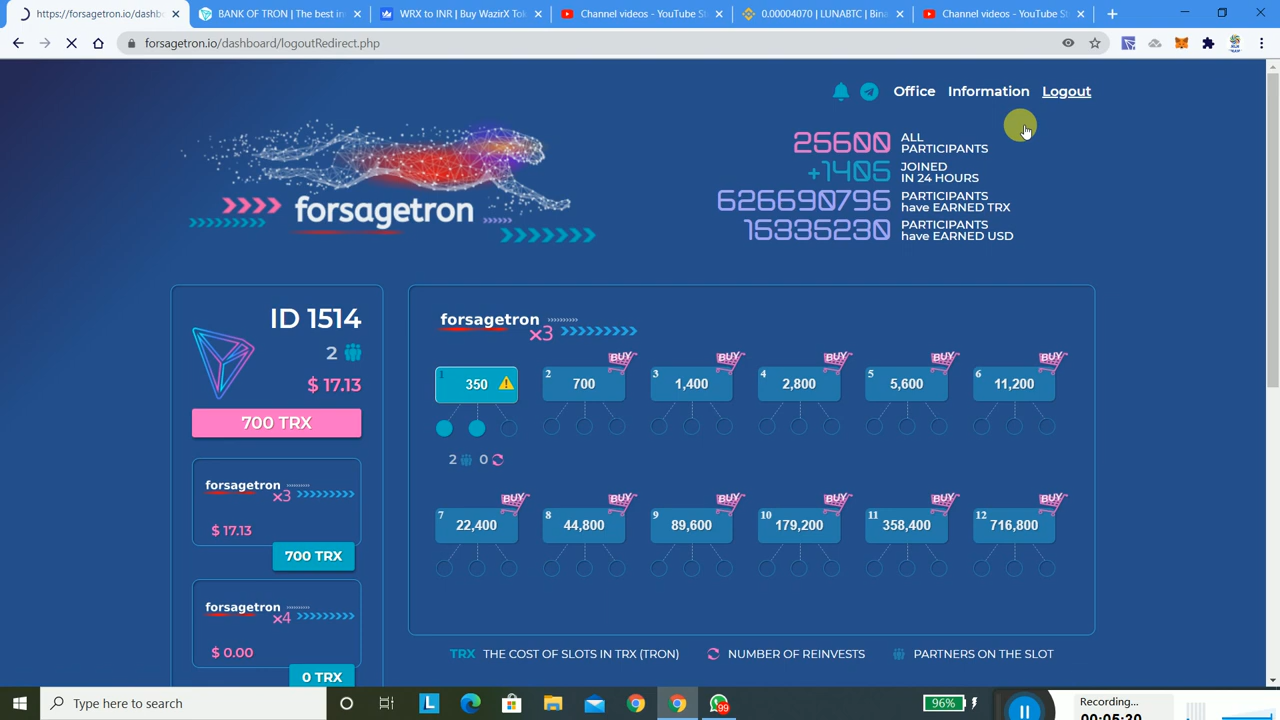 https://forsagetron.io/dashb
BANK OF TRON | The best in
WRX to INR | Buy WazirX Tok
Channel videos - YouTube St
0.00004070 | LUNABTC | Bina
Channel videos - YouTube St
forsagetron.io/dashboard/logoutRedirect.php
Office Information Logout
forsagetron
25600 ALL PARTICIPANTS
+1405 JOINED IN 24 HOURS
626690795 PARTICIPANTS have EARNED TRX
15335230 PARTICIPANTS have EARNED USD
ID 1514
2
$ 17.13
700 TRX
forsagetron x3
$ 17.13
700 TRX
forsagetron x4
$ 0.00
0 TRX
forsagetron x3
BUY BUY BUY BUY BUY
1 350 2 700 3 1,400 4 2,800 5 5,600 6 11,200
2 0
BUY BUY BUY BUY BUY BUY
7 22,400 8 44,800 9 89,600 10 179,200 11 358,400 12 716,800
TRX THE COST OF SLOTS IN TRX (TRON) NUMBER OF REINVESTS PARTNERS ON THE SLOT
Type here to search
L
99
96%
Recording...
00:05:30